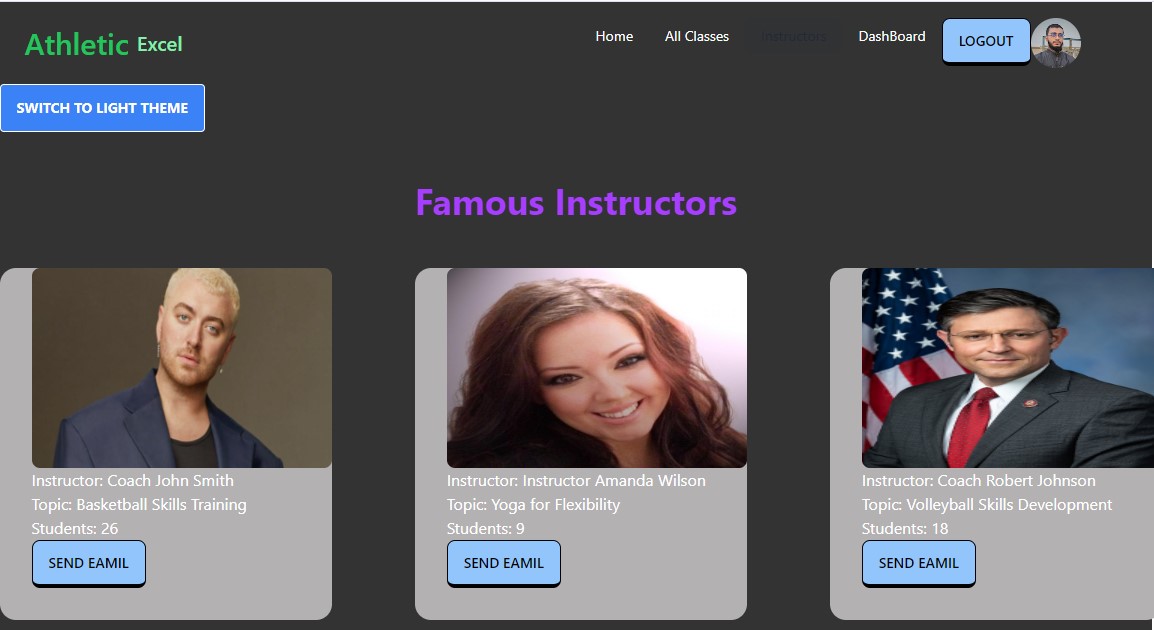 Athletic Excel
Home
All Classes
Instructors
DashBoard
LOGOUT
SWITCH TO LIGHT THEME
Famous Instructors
Instructor: Coach John Smith
Topic: Basketball Skills Training
Students: 26
SEND EAMIL
Instructor: Instructor Amanda Wilson
Topic: Yoga for Flexibility
Students: 9
SEND EAMIL
Instructor: Coach Robert Johnson
Topic: Volleyball Skills Development
Students: 18
SEND EAMIL